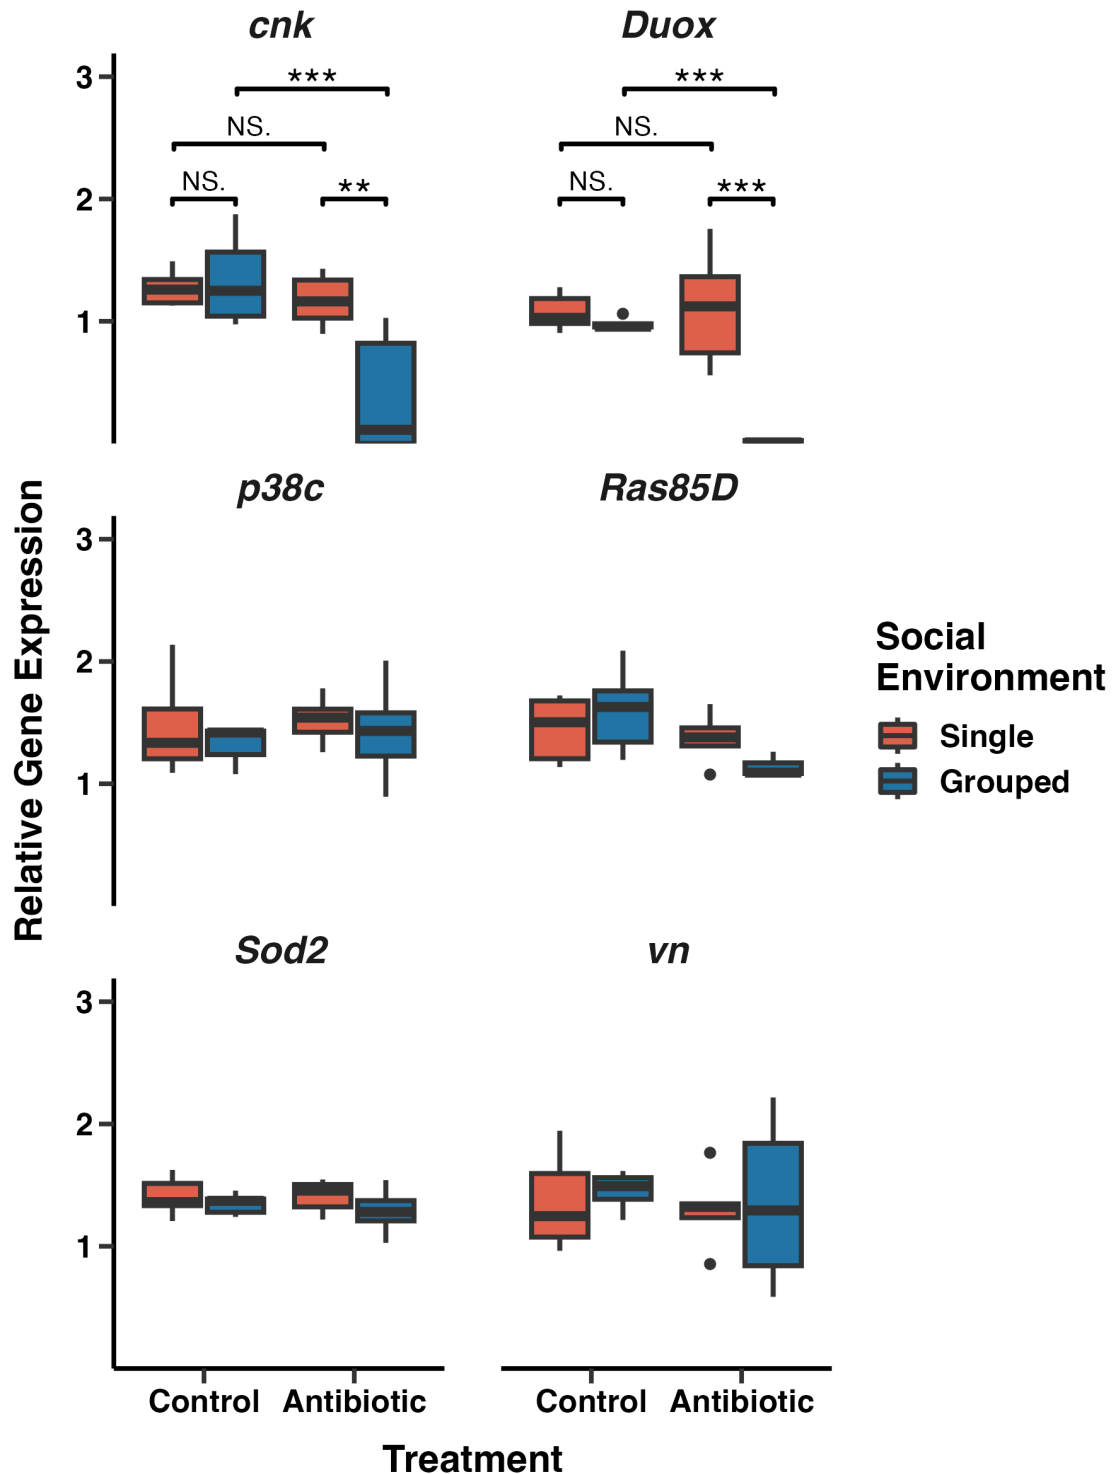 cnk
Duox
3
***
***
NS.
NS.
2
NS.
**
NS.
***
1
p38c
Ras85D
3
2
1
Relative Gene Expression
Social
Environment
Single
Grouped
Sod2
vn
3
2
1
Control
Antibiotic
Control
Antibiotic
Treatment